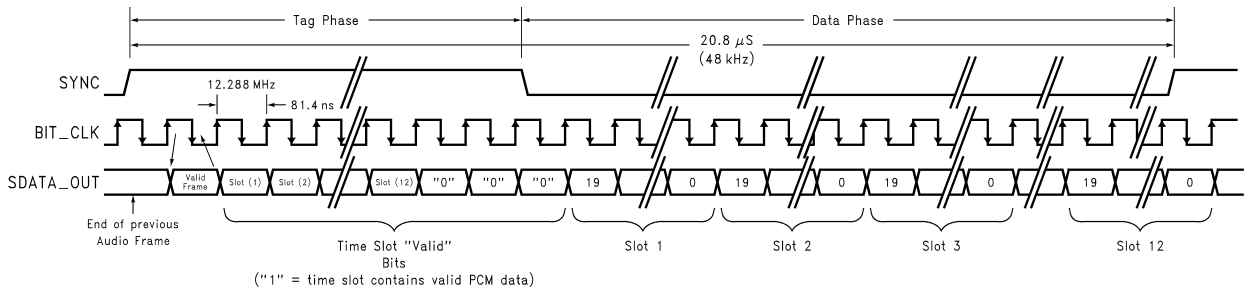 Tag Phase
Data Phase
20.8 μS
(48 kHz)
SYNC
12.288 MHz
81.4 ns
BIT_CLK
SDATA_OUT
Valid
Frame
Slot (1)
Slot (2)
Slot (12)
"0"
"0"
"0"
19
0
19
0
19
0
19
0
End of previous
Audio Frame
Time Slot "Valid"
Bits
("1" = time slot contains valid PCM data)
Slot 1
Slot 2
Slot 3
Slot 12